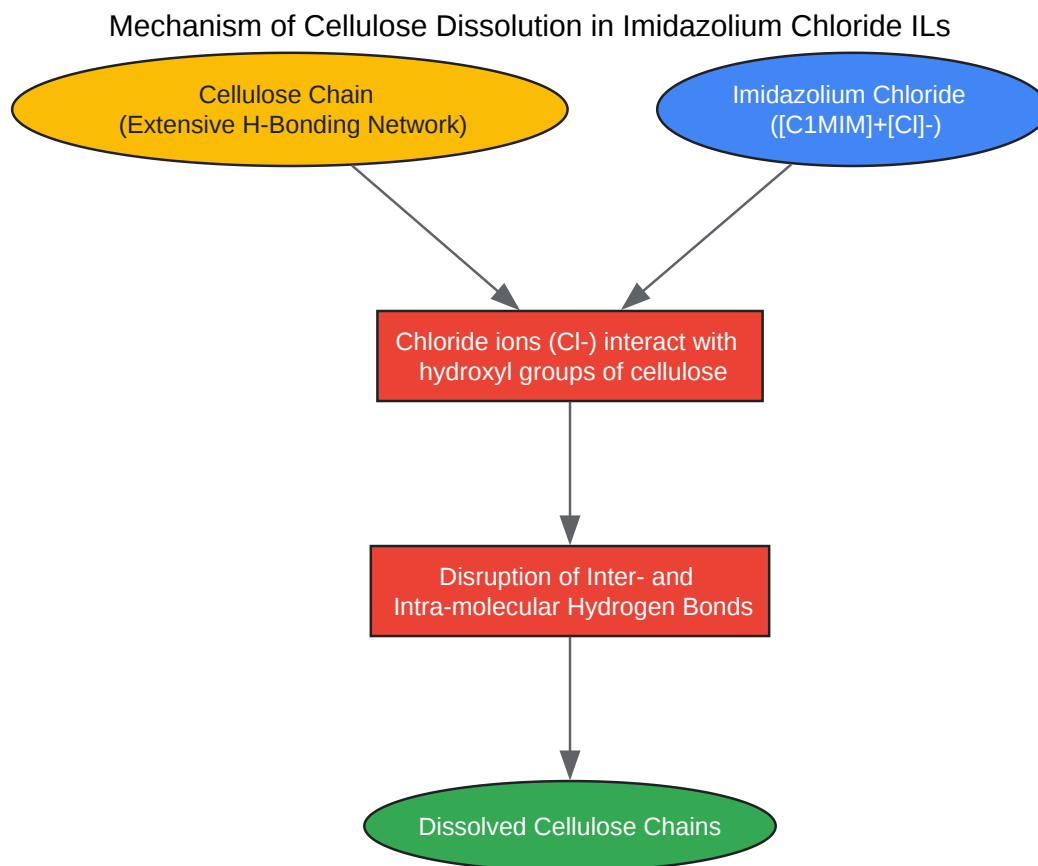 Mechanism of Cellulose Dissolution in Imidazolium Chloride ILs
Cellulose Chain
(Extensive H-Bonding Network)
Imidazolium Chloride
([C1MIM]+[Cl]-)
Chloride ions (Cl-) interact with
hydroxyl groups of cellulose
Disruption of Inter- and
Intra-molecular Hydrogen Bonds
Dissolved Cellulose Chains